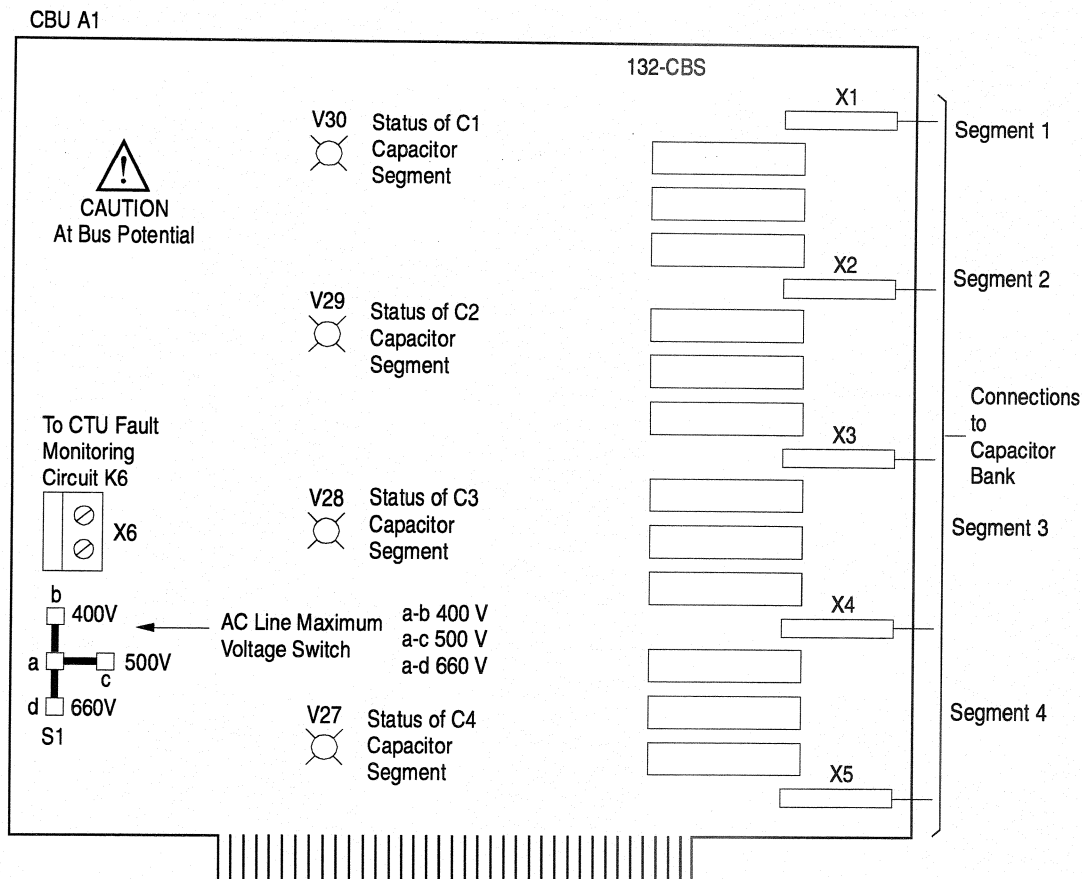 CBU A1
132-CBS
CAUTION
At Bus Potential
V30
Status of C1
Capacitor
Segment
V29
Status of C2
Capacitor
Segment
To CTU Fault
Monitoring
Circuit K6
X6
V28
Status of C3
Capacitor
Segment
b
400V
a
500V
c
d
660V
S1
AC Line Maximum
Voltage Switch
a-b 400 V
a-c 500 V
a-d 660 V
V27
Status of C4
Capacitor
Segment
X1
X2
X3
X4
X5
Segment 1
Segment 2
Connections
to
Capacitor
Bank
Segment 3
Segment 4